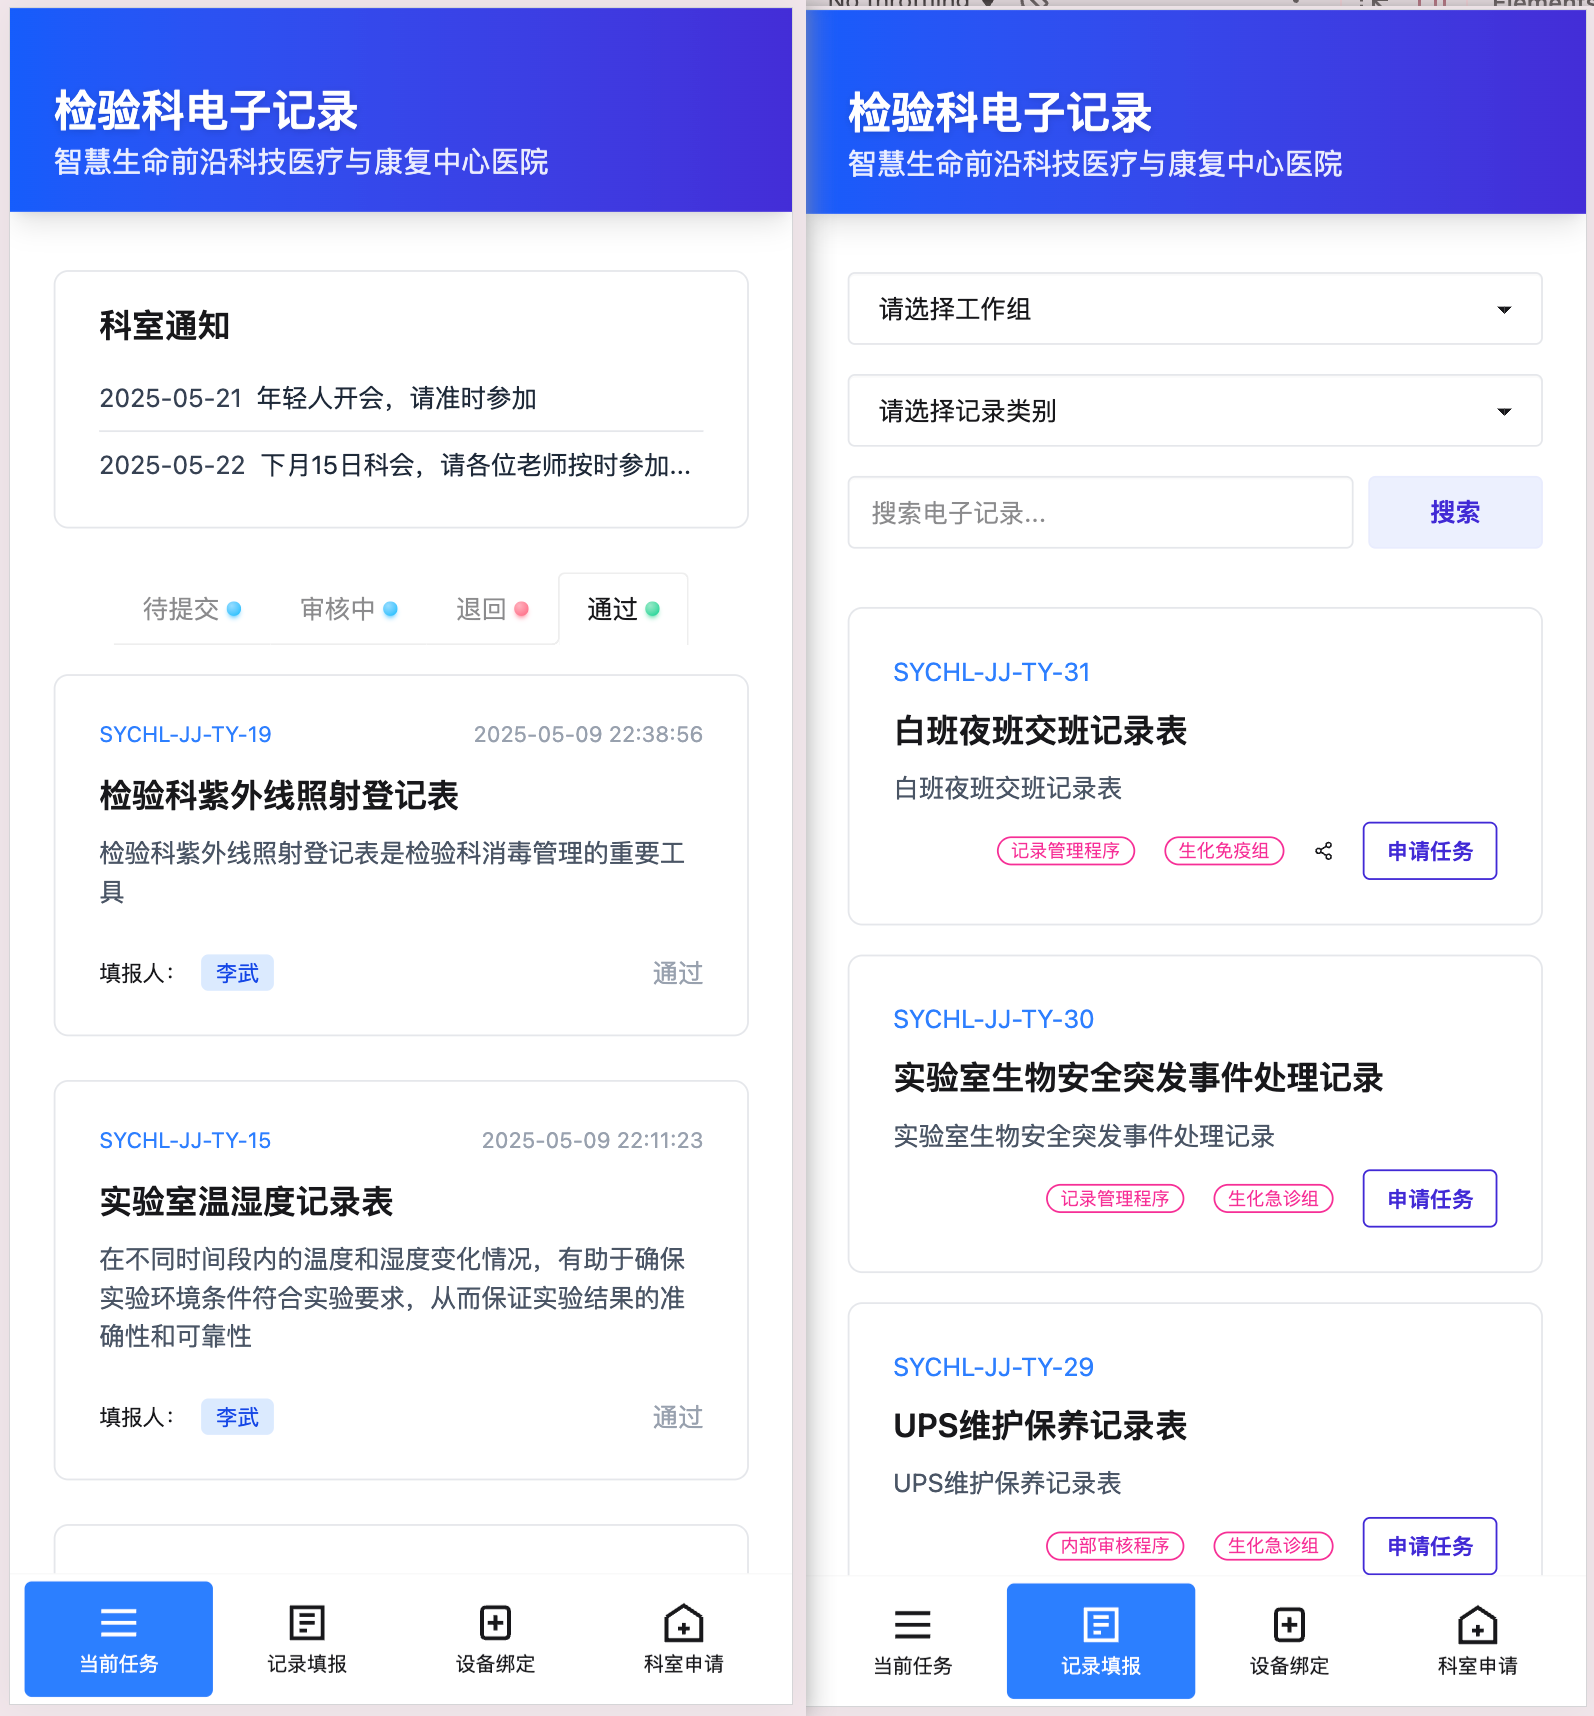 检验科电子记录
智慧生命前沿科技医疗与康复中心医院
科室通知
2025-05-21 年轻人开会，请准时参加
2025-05-22 下月15日科会，请各位老师按时参加...
待提交 审核中 退回 通过
SYCHL-JJ-TY-19 2025-05-09 22:38:56
检验科紫外线照射登记表
检验科紫外线照射登记表是检验科消毒管理的重要工
具
填报人： 李武 通过
SYCHL-JJ-TY-15 2025-05-09 22:11:23
实验室温湿度记录表
在不同时间段内的温度和湿度变化情况，有助于确保
实验环境条件符合实验要求，从而保证实验结果的准
确性和可靠性
填报人： 李武 通过
当前任务 记录填报 设备绑定 科室申请
No throttling
Elements
检验科电子记录
智慧生命前沿科技医疗与康复中心医院
请选择工作组
请选择记录类别
搜索电子记录... 搜索
SYCHL-JJ-TY-31
白班夜班交班记录表
白班夜班交班记录表
记录管理程序 生化免疫组 申请任务
SYCHL-JJ-TY-30
实验室生物安全突发事件处理记录
实验室生物安全突发事件处理记录
记录管理程序 生化急诊组 申请任务
SYCHL-JJ-TY-29
UPS维护保养记录表
UPS维护保养记录表
内部审核程序 生化急诊组 申请任务
当前任务 记录填报 设备绑定 科室申请